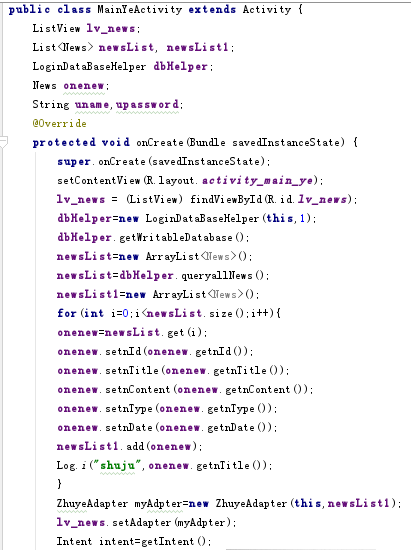 public class MainYeActivity extends Activity {
ListView lv_news;
List<News> newsList, newsList1;
LoginDataBaseHelper dbHelper;
News onenew;
String uname,upassword;
@Override
protected void onCreate(Bundle savedInstanceState) {
super.onCreate(savedInstanceState);
setContentView(R.layout.activity_main_ye);
lv_news = (ListView) findViewById(R.id.lv_news);
dbHelper=new LoginDataBaseHelper(this,1);
dbHelper.getWritableDatabase();
newsList=new ArrayList<News>();
newsList=dbHelper.queryallNews();
newsList1=new ArrayList<News>();
for(int i=0;i<newsList.size();i++){
onenew=newsList.get(i);
onenew.setnId(onenew.getnId());
onenew.setnTitle(onenew.getnTitle());
onenew.setnContent(onenew.getnContent());
onenew.setnType(onenew.getnType());
onenew.setnDate(onenew.getnDate());
newsList1.add(onenew);
Log.i("shuju",onenew.getnTitle());
}
ZhuyeAdapter myAdpter=new ZhuyeAdapter(this,newsList1);
lv_news.setAdapter(myAdpter);
Intent intent=getIntent();